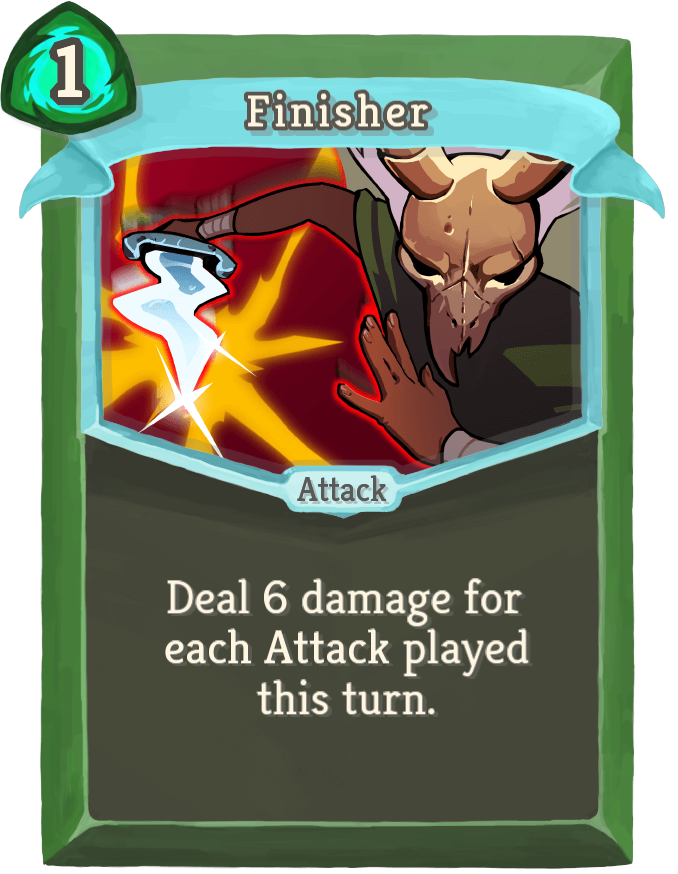 1
Finisher
Attack
Deal 6 damage for
each Attack played
this turn.